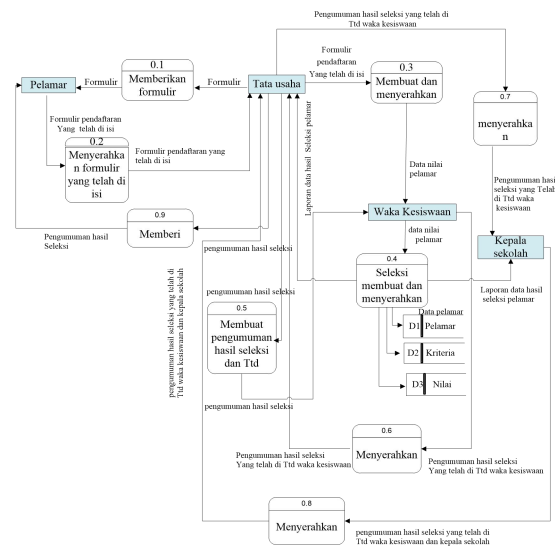 Pengumuman hasil seleksi yang telah di
Ttd waka kesiswaan
0.1
Memberikan
formulir
Formulir
pendaftaran
Yang telah di isi
0.3
Membuat dan
menyerahkan
Pelamar
Formulir
Formulir
Tata usaha
0.7
menyerahka
n
Formulir pendaftaran
Yang telah di isi
0.2
Menyerahka
n formulir
yang telah di
isi
Formulir pendaftaran yang
telah di isi
Laporan data hasil Seleksi pelamar
Data nilai
pelamar
Pengumuman hasi
seleksi yang Telah
di Ttd waka
kesiswaan
0.9
Memberi
Pengumuman hasil
Seleksi
pengumuman hasil seleksi
Waka Kesiswaan
data nilai
pelamar
Kepala
sekolah
0.4
Seleksi
membuat dan
menyerahkan
Laporan data hasil
seleksi pelamar
pengumuman hasil seleksi yang telah di
Ttd waka kesiswaan dan kepala sekolah
pengumuman hasil seleksi
0.5
Membuat
pengumuman
hasil seleksi
dan Ttd
Data pelamar
D1 Pelamar
D2 Kriteria
D3 Nilai
pengumuman hasil seleksi
0.6
Menyerahkan
Pengumuman hasil seleksi
Yang telah di Ttd waka kesiswaan
Pengumuman hasil seleksi
Yang telah di Ttd waka kesiswaan
0.8
Menyerahkan
pengumuman hasil seleksi yang telah di
Ttd waka kesiswaan dan kepala sekolah